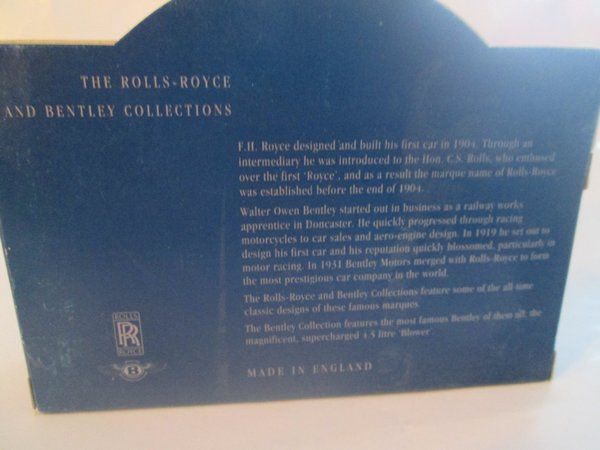 THE ROLLS-ROYCE
AND BENTLEY COLLECTIONS
F.H. Royce designed and built his first car in 1904. Through an
intermediary he was introduced to the Hon. C.S. Rolls, who enthused
over the first 'Royce', and as a result the marque name of Rolls-Royce
was established before the end of 1904.
Walter Owen Bentley started out in business as a railway works
apprentice in Doncaster. He quickly progressed through racing
motorcycles to car sales and aero-engine design. In 1919 he set out to
design his first car and his reputation quickly blossomed, particularly in
motor racing. In 1931 Bentley Motors merged with Rolls-Royce to form
the most prestigious car company in the world.
The Rolls-Royce and Bentley Collections feature some of the all-time
classic designs of these famous marques.
The Bentley Collection features the most famous Bentley of them all, the
magnificent, supercharged 4.5 litre 'Blower'.
ROLLS
RR
ROYCE
B
MADE IN ENGLAND